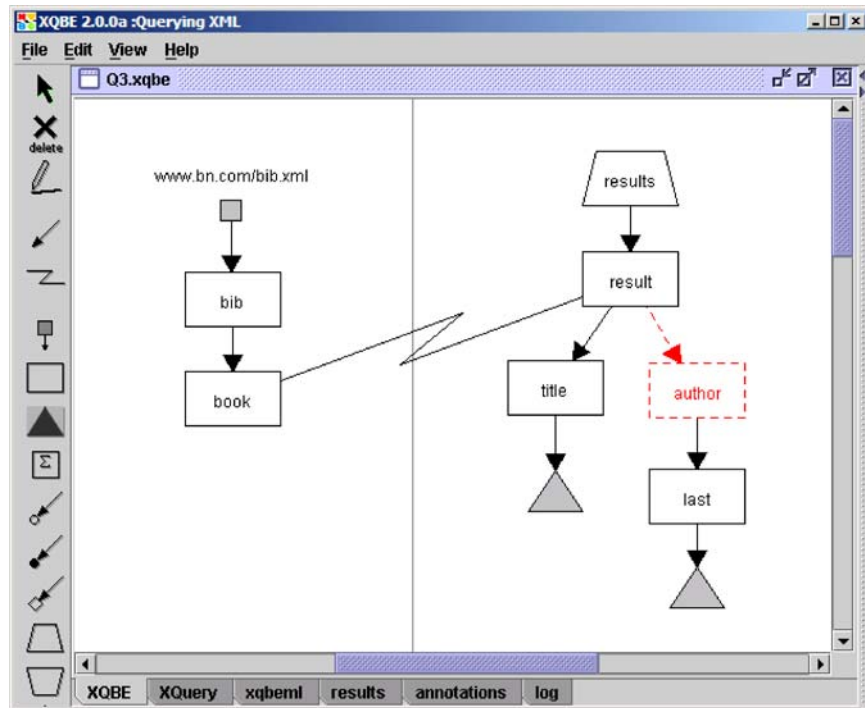 XQBE 2.0.0a :Querying XML
File Edit View Help
Q3.xqbe
delete
Σ
www.bn.com/bib.xml
bib
book
results
result
title
author
last
XQBE XQuery xqbeml results annotations log